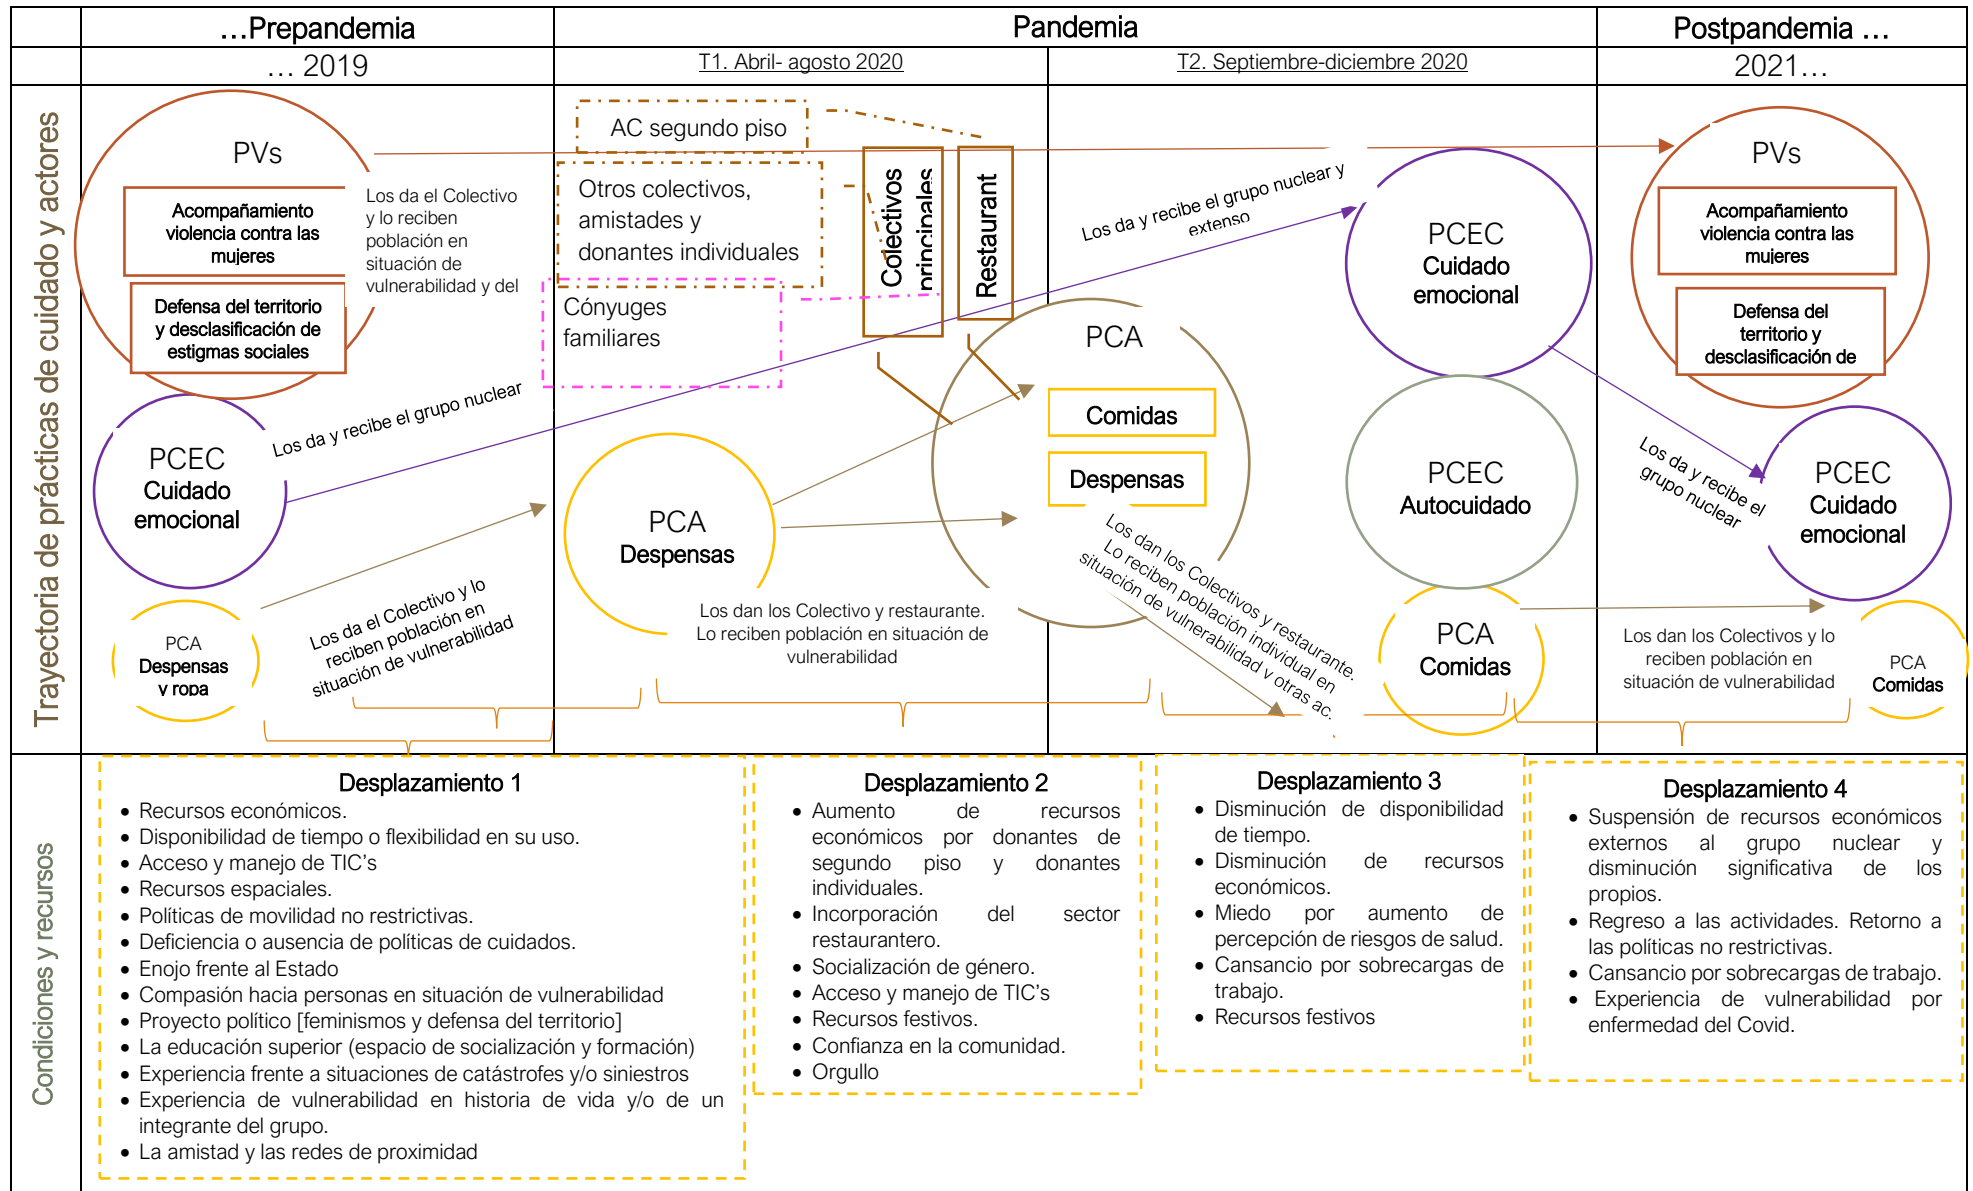 …Prepandemia
Pandemia
Postpandemia …
… 2019
T1. Abril- agosto 2020
T2. Septiembre-diciembre 2020
2021…
Trayectoria de prácticas de cuidado y actores
PVs
Acompañamiento
violencia contra las
mujeres
Defensa del territorio
y desclasificación de
estigmas sociales
Los da el Colectivo
y lo reciben
población en
situación de
vulnerabilidad y del
PCEC
Cuidado
emocional
Los da y recibe el grupo nuclear
PCA
Despensas
y ropa
Los da el Colectivo y lo
reciben población en
situación de vulnerabilidad
AC segundo piso
Otros colectivos,
amistades y
donantes individuales
Cónyuges
familiares
Colectivos
principales
Restaurant
PCA
Despensas
Los dan los Colectivo y restaurante.
Lo reciben población en situación de
vulnerabilidad
PCA
Comidas
Despensas
Los da y recibe el grupo nuclear y
extenso
Los dan los Colectivos y restaurante.
Lo reciben población individual en
situación de vulnerabilidad y otras ac.
PCEC
Cuidado
emocional
PCEC
Autocuidado
PCA
Comidas
PVs
Acompañamiento
violencia contra las
mujeres
Defensa del
territorio y
desclasificación de
Los da y recibe el
grupo nuclear
PCEC
Cuidado
emocional
Los dan los Colectivos y lo
reciben población en
situación de vulnerabilidad
PCA
Comidas
Condiciones y recursos
Desplazamiento 1
• Recursos económicos.
• Disponibilidad de tiempo o flexibilidad en su uso.
• Acceso y manejo de TIC's
• Recursos espaciales.
• Políticas de movilidad no restrictivas.
• Deficiencia o ausencia de políticas de cuidados.
• Enojo frente al Estado
• Compasión hacia personas en situación de vulnerabilidad
• Proyecto político [feminismos y defensa del territorio]
• La educación superior (espacio de socialización y formación)
• Experiencia frente a situaciones de catástrofes y/o siniestros
• Experiencia de vulnerabilidad en historia de vida y/o de un
integrante del grupo.
• La amistad y las redes de proximidad
Desplazamiento 2
• Aumento de recursos
económicos por donantes de
segundo piso y donantes
individuales.
• Incorporación del sector
restaurantero.
• Socialización de género.
• Acceso y manejo de TIC's
• Recursos festivos.
• Confianza en la comunidad.
• Orgullo
Desplazamiento 3
• Disminución de disponibilidad
de tiempo.
• Disminución de recursos
económicos.
• Miedo por aumento de
percepción de riesgos de salud.
• Cansancio por sobrecargas de
trabajo.
• Recursos festivos
Desplazamiento 4
• Suspensión de recursos económicos
externos al grupo nuclear y
disminución significativa de los
propios.
• Regreso a las actividades. Retorno a
las políticas no restrictivas.
• Cansancio por sobrecargas de trabajo.
• Experiencia de vulnerabilidad por
enfermedad del Covid.